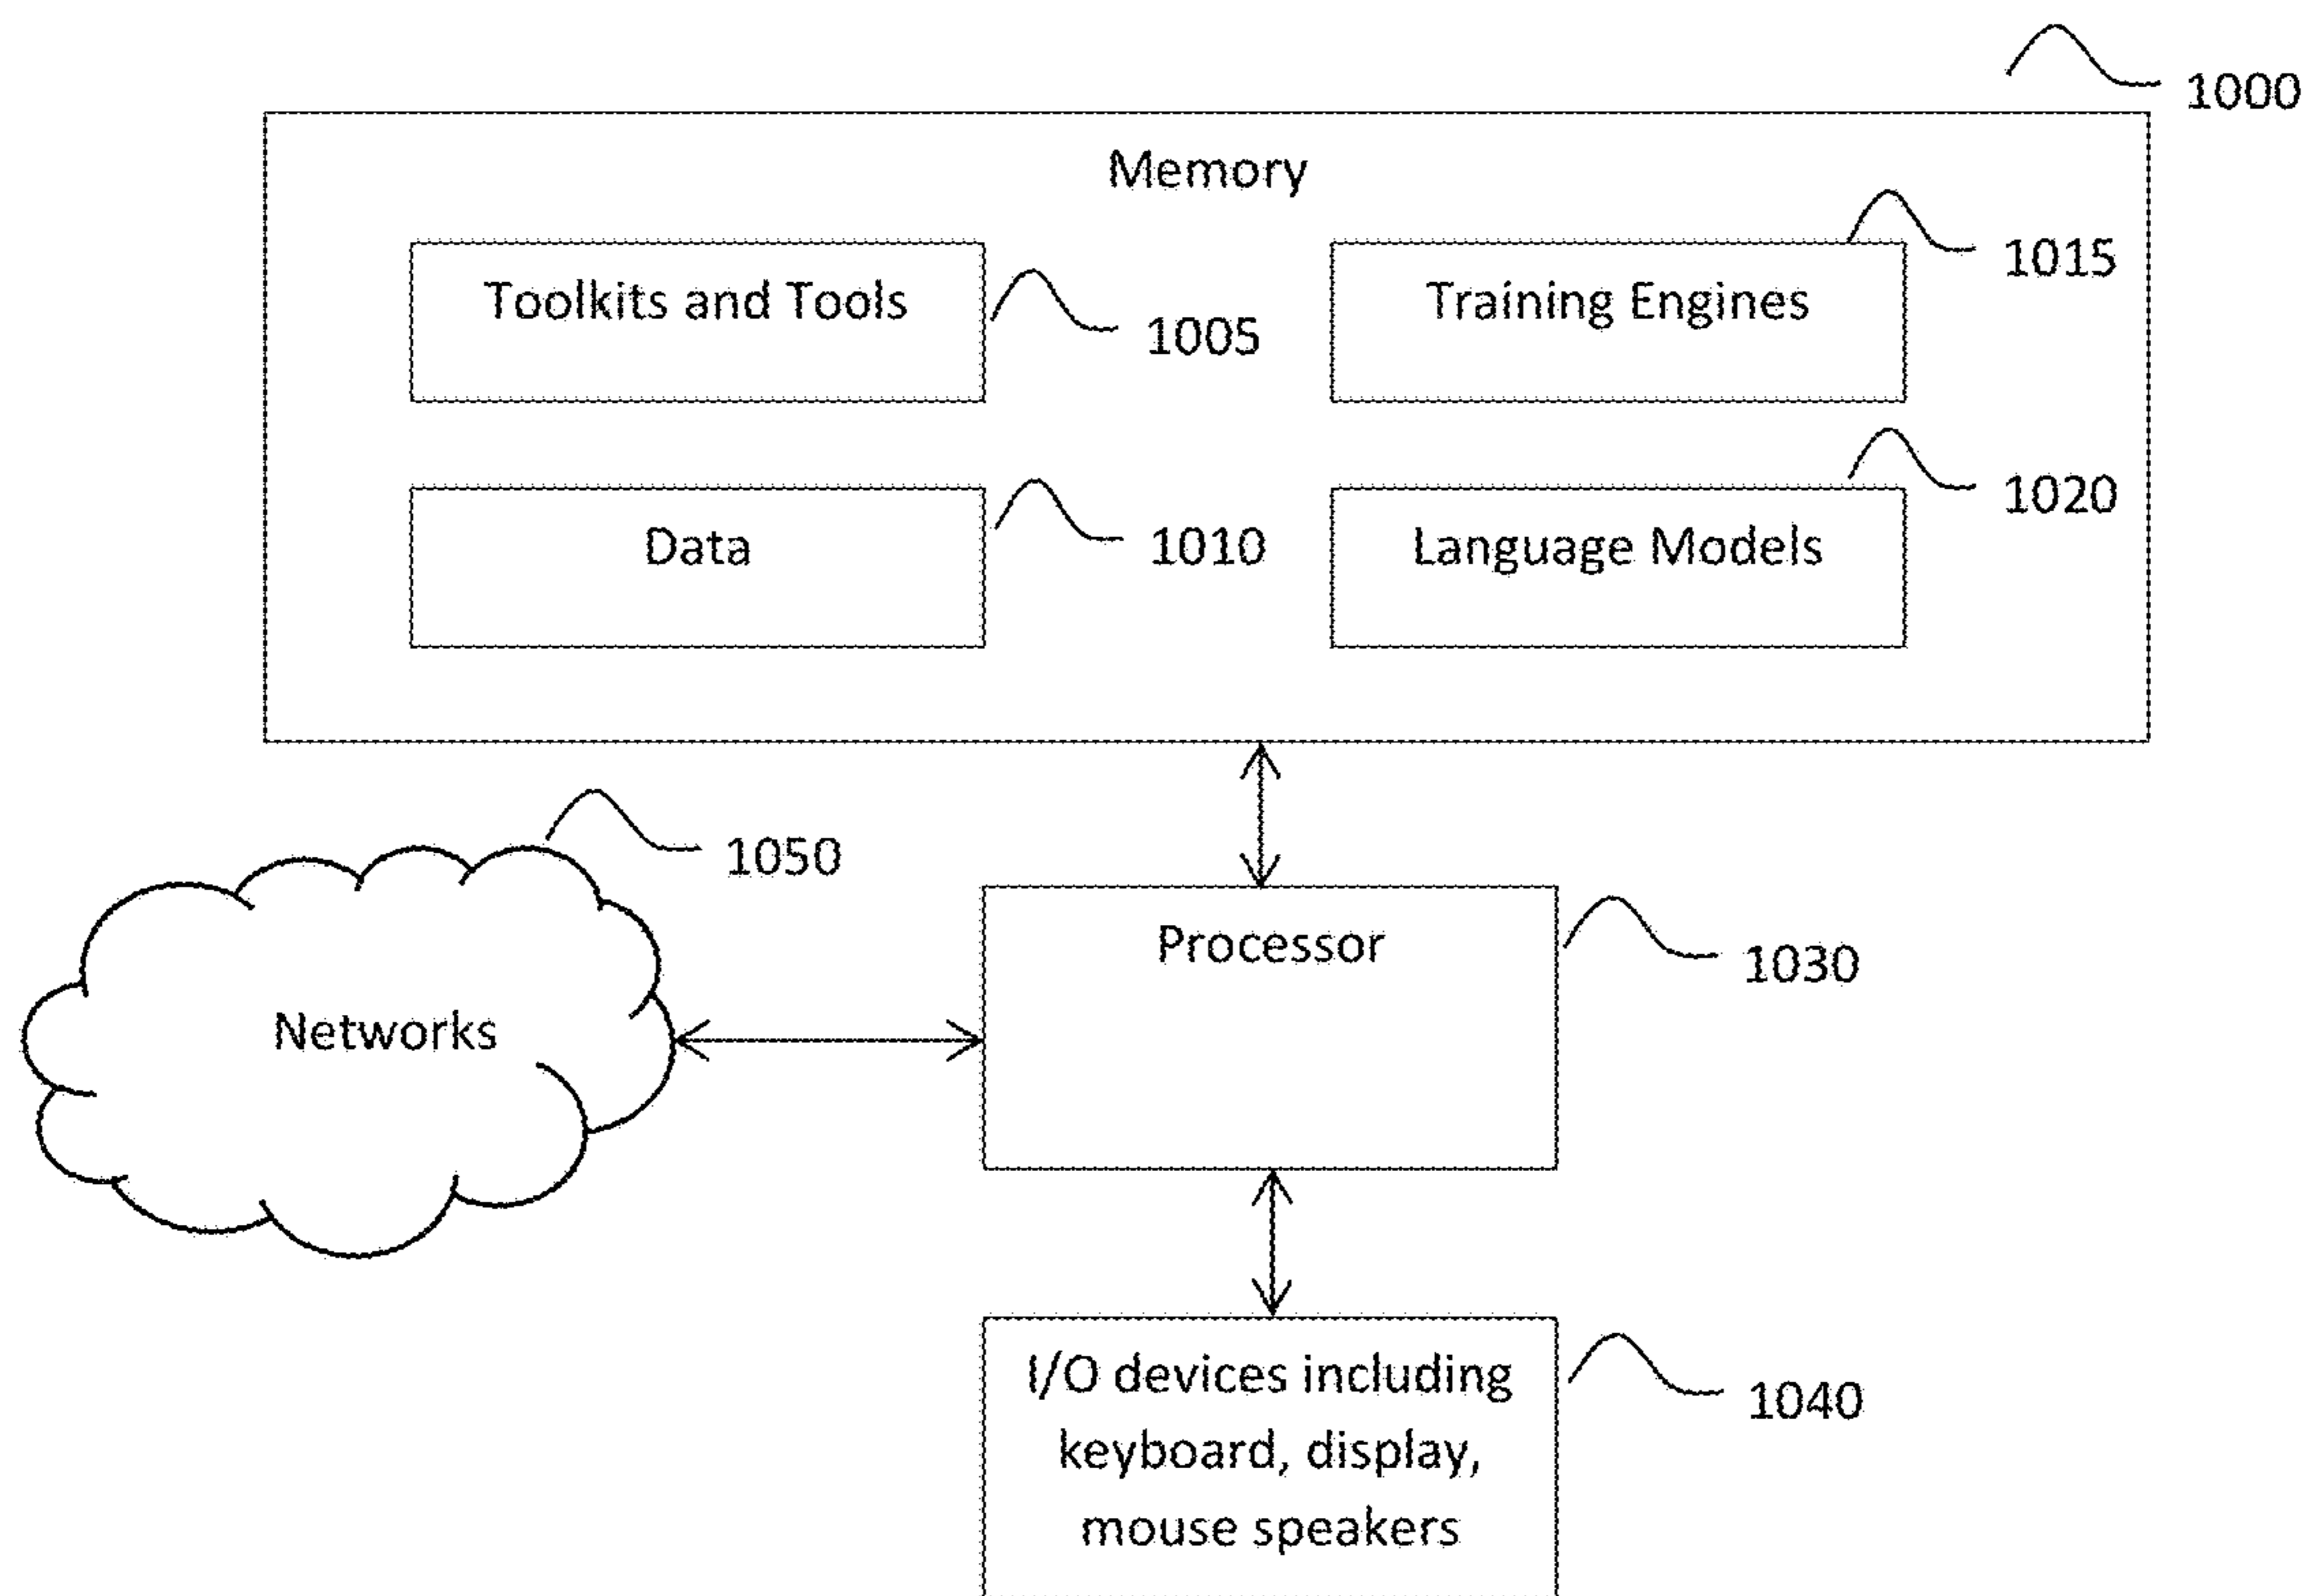 1000
Memory
Toolkits and Tools
1005
Training Engines
1015
Data
1010
Language Models
1020
1050
Networks
Processor
1030
I/O devices including
keyboard, display,
mouse speakers
1040